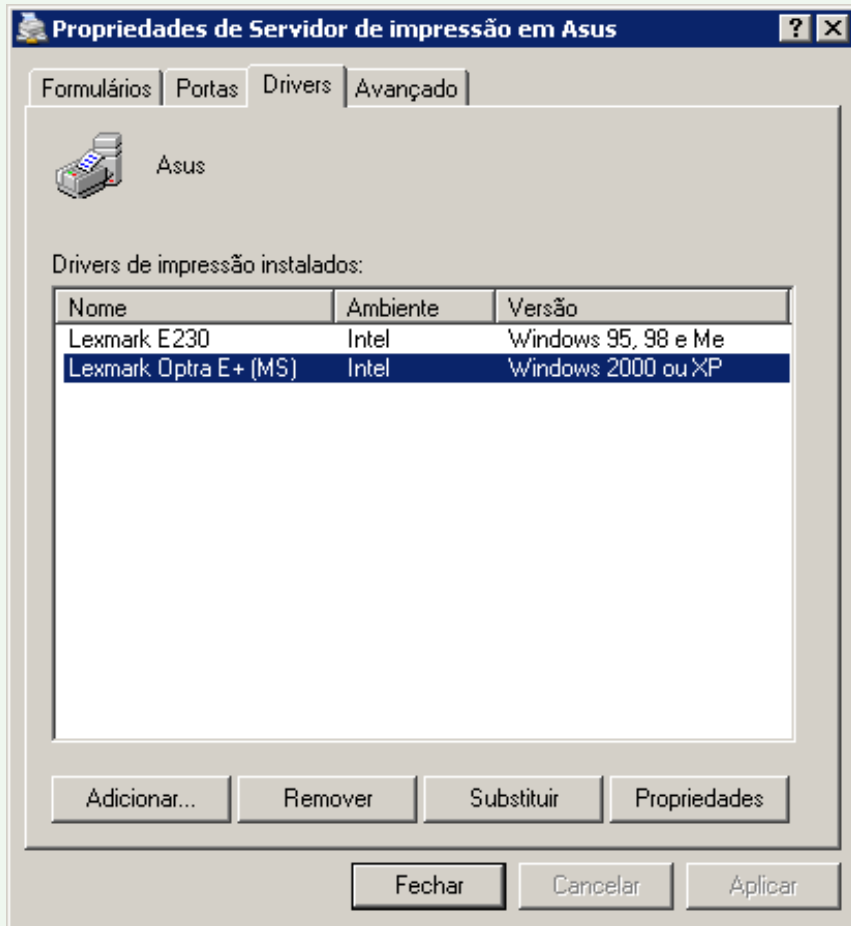 Propriedades de Servidor de impressão em Asus
Formulários Portas Drivers Avançado
Asus
Drivers de impressão instalados:
Nome Ambiente Versão
Lexmark E230 Intel Windows 95, 98 e Me
Lexmark Optra E+ (MS) Intel Windows 2000 ou XP
Adicionar... Remover Substituir Propriedades
Fechar Cancelar Aplicar